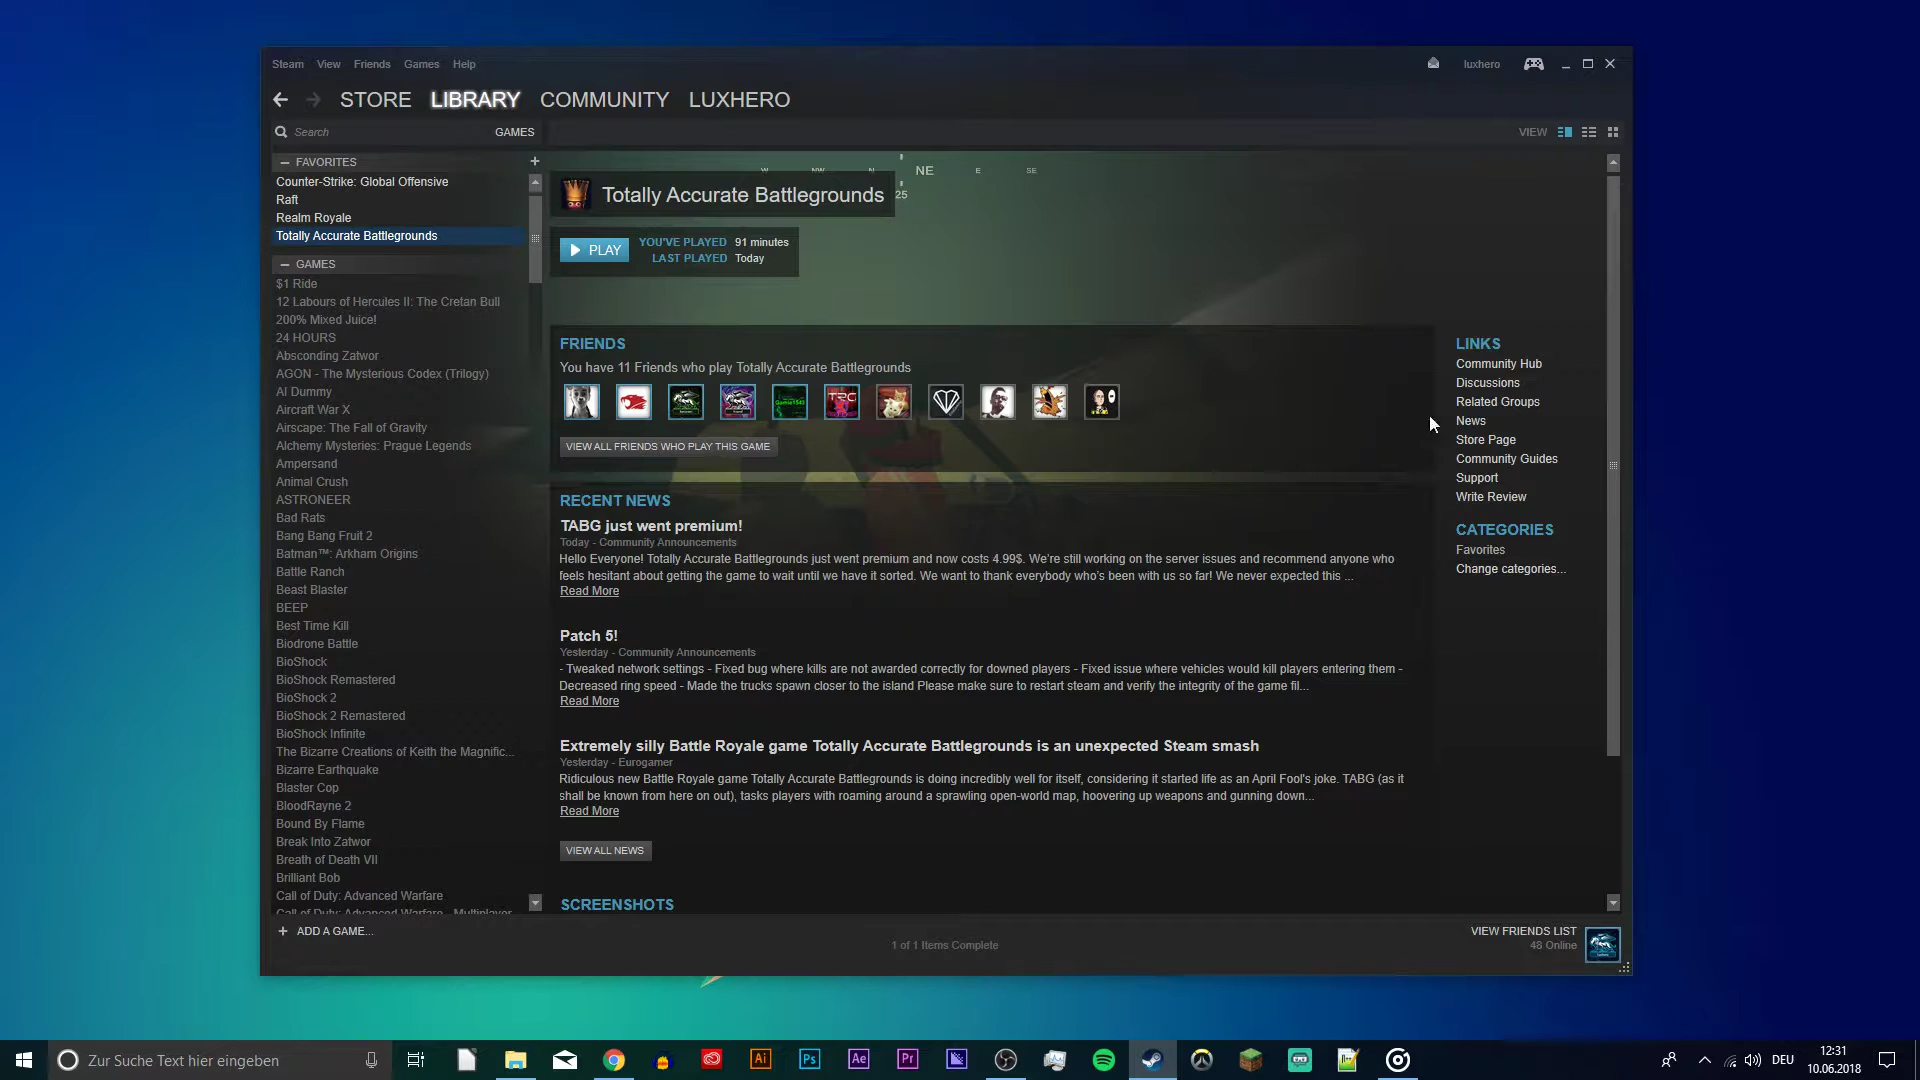 Steam View Friends Games Help
luxhero
STORE LIBRARY COMMUNITY LUXHERO
Search GAMES
VIEW
FAVORITES
Counter-Strike: Global Offensive
Raft
Realm Royale
Totally Accurate Battlegrounds
GAMES
$1 Ride
12 Labours of Hercules II: The Cretan Bull
200% Mixed Juice!
24 HOURS
Absconding Zatwor
AGON - The Mysterious Codex (Trilogy)
AI Dummy
Aircraft War X
Airscape: The Fall of Gravity
Alchemy Mysteries: Prague Legends
Ampersand
Animal Crush
ASTRONEER
Bad Rats
Bang Bang Fruit 2
Batman™: Arkham Origins
Battle Ranch
Beast Blaster
BEEP
Best Time Kill
Biodrone Battle
BioShock
BioShock Remastered
BioShock 2
BioShock 2 Remastered
BioShock Infinite
The Bizarre Creations of Keith the Magnific...
Bizarre Earthquake
Blaster Cop
BloodRayne 2
Bound By Flame
Break Into Zatwor
Breath of Death VII
Brilliant Bob
Call of Duty: Advanced Warfare
Call of Duty: Advanced Warfare - Multiplayer
ADD A GAME...
W NW N NE E SE
25
Totally Accurate Battlegrounds
PLAY
YOU'VE PLAYED 91 minutes
LAST PLAYED Today
FRIENDS
You have 11 Friends who play Totally Accurate Battlegrounds
VIEW ALL FRIENDS WHO PLAY THIS GAME
RECENT NEWS
TABG just went premium!
Today - Community Announcements
Hello Everyone! Totally Accurate Battlegrounds just went premium and now costs 4.99$. We're still working on the server issues and recommend anyone who
feels hesitant about getting the game to wait until we have it sorted. We want to thank everybody who's been with us so far! We never expected this ...
Read More
Patch 5!
Yesterday - Community Announcements
- Tweaked network settings - Fixed bug where kills are not awarded correctly for downed players - Fixed issue where vehicles would kill players entering them -
Decreased ring speed - Made the trucks spawn closer to the island Please make sure to restart steam and verify the integrity of the game fil...
Read More
Extremely silly Battle Royale game Totally Accurate Battlegrounds is an unexpected Steam smash
Yesterday - Eurogamer
Ridiculous new Battle Royale game Totally Accurate Battlegrounds is doing incredibly well for itself, considering it started life as an April Fool's joke. TABG (as it
shall be known from here on out), tasks players with roaming around a sprawling open-world map, hoovering up weapons and gunning down...
Read More
VIEW ALL NEWS
SCREENSHOTS
LINKS
Community Hub
Discussions
Related Groups
News
Store Page
Community Guides
Support
Write Review
CATEGORIES
Favorites
Change categories...
1 of 1 Items Complete
VIEW FRIENDS LIST
48 Online
Zur Suche Text hier eingeben
Ai Ps Ae Pr
DEU
12:31
10.06.2018